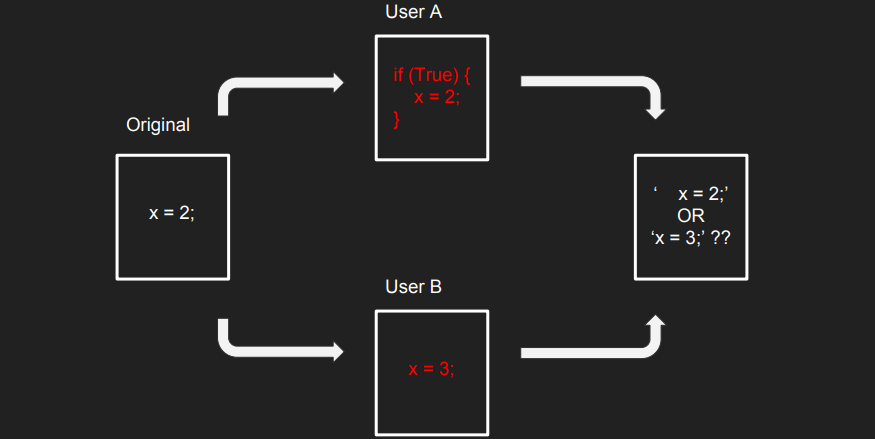 User A
if (True) {
    x = 2;
}
Original
x = 2;
‘    x = 2;’
OR
‘x = 3;’ ??
User B
x = 3;